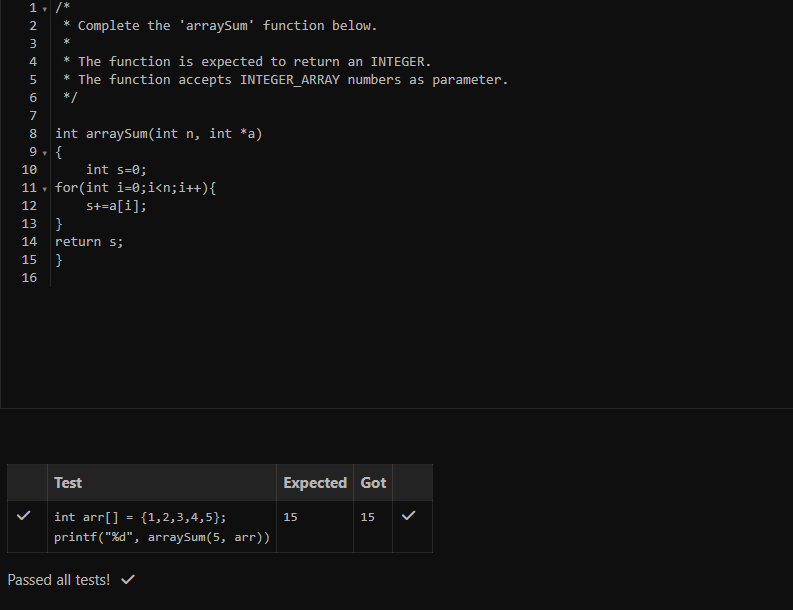 1 /*
2  * Complete the 'arraySum' function below.
3  *
4  * The function is expected to return an INTEGER.
5  * The function accepts INTEGER_ARRAY numbers as parameter.
6  */
7
8 int arraySum(int n, int *a)
9 {
10     int s=0;
11 for(int i=0;i<n;i++){
12     s+=a[i];
13 }
14 return s;
15 }
16
Test Expected Got
int arr[] = {1,2,3,4,5}; 15 15
printf("%d", arraySum(5, arr))
Passed all tests!